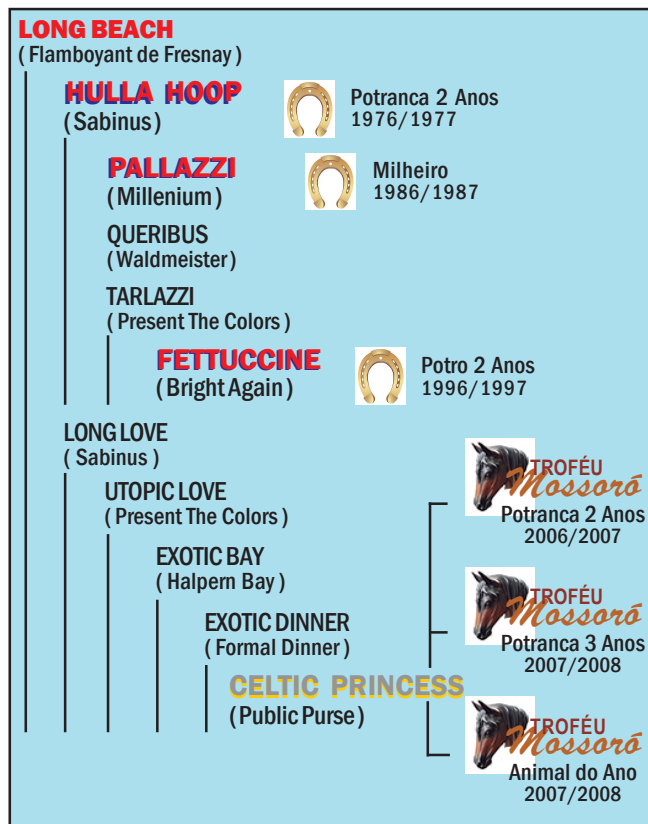 LONG BEACH
( Flamboyant de Fresnay )
HULLA HOOP
(Sabinus )
Potranca 2 Anos
1976/1977
PALLAZZI
(Millenium )
Milheiro
1986/1987
QUERIBUS
(Waldmeister)
TARLAZZI
( Present The Colors )
FETTUCCINE
( Bright Again )
Potro 2 Anos
1996/1997
LONG LOVE
( Sabinus )
UTOPIC LOVE
( Present The Colors )
EXOTIC BAY
( Halpern Bay )
EXOTIC DINNER
( Formal Dinner )
CELTIC PRINCESS
(Public Purse )
TROFÉU
Mossoró
Potranca 2 Anos
2006/2007
TROFÉU
Mossoró
Potranca 3 Anos
2007/2008
TROFÉU
Mossoró
Animal do Ano
2007/2008